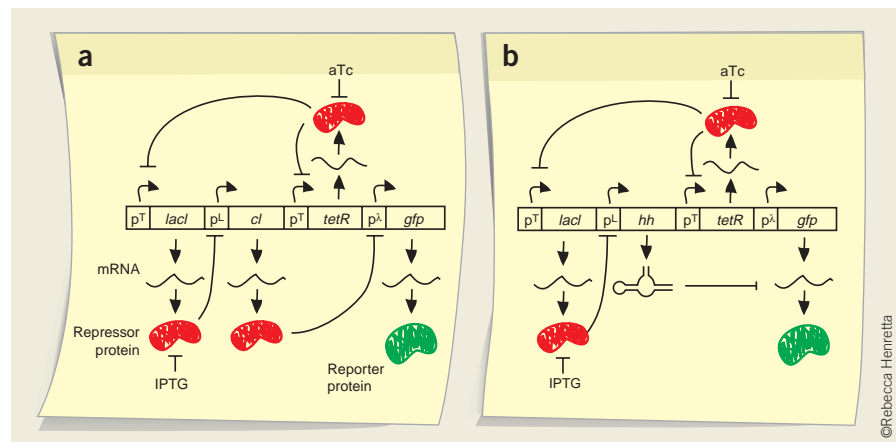 a
aTc
pT lacI pL cI pT tetR pλ gfp
mRNA
Repressor
protein
IPTG
Reporter
protein
b
aTc
pT lacI pL hh pT tetR pλ gfp
IPTG
©Rebecca Henretta